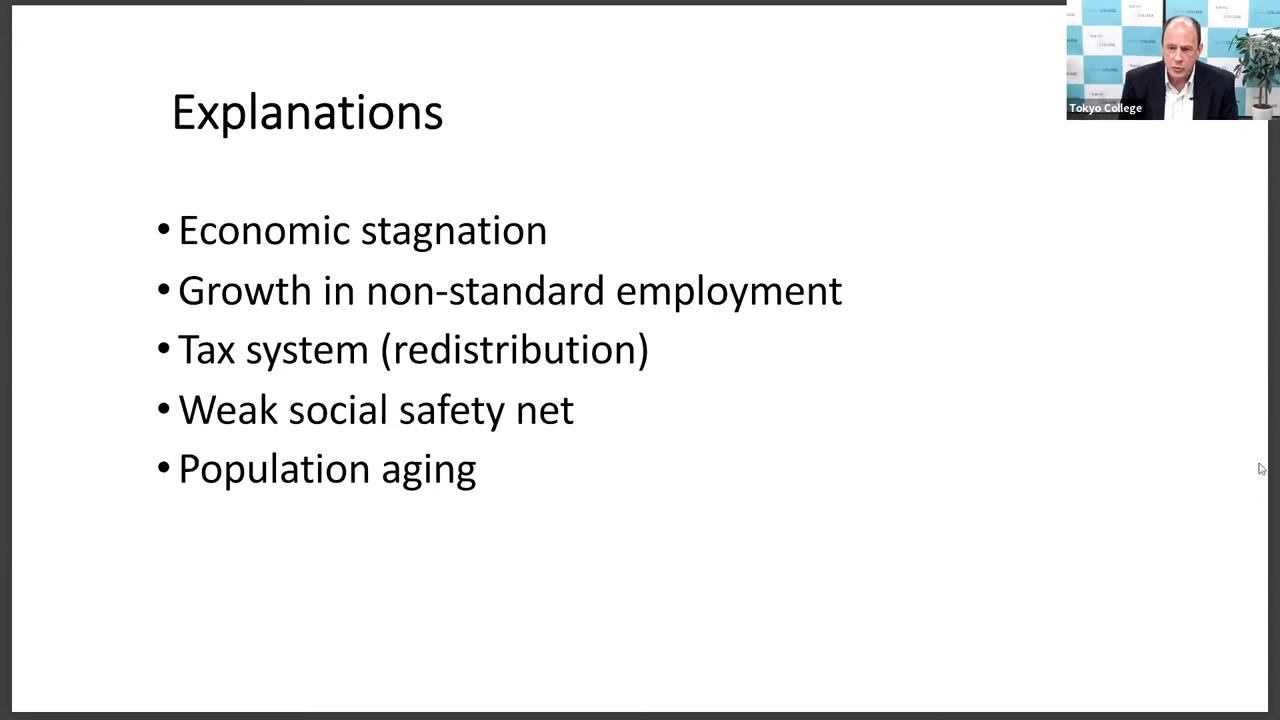 Explanations
• Economic stagnation
• Growth in non-standard employment
• Tax system (redistribution)
• Weak social safety net
• Population aging
Tokyo College